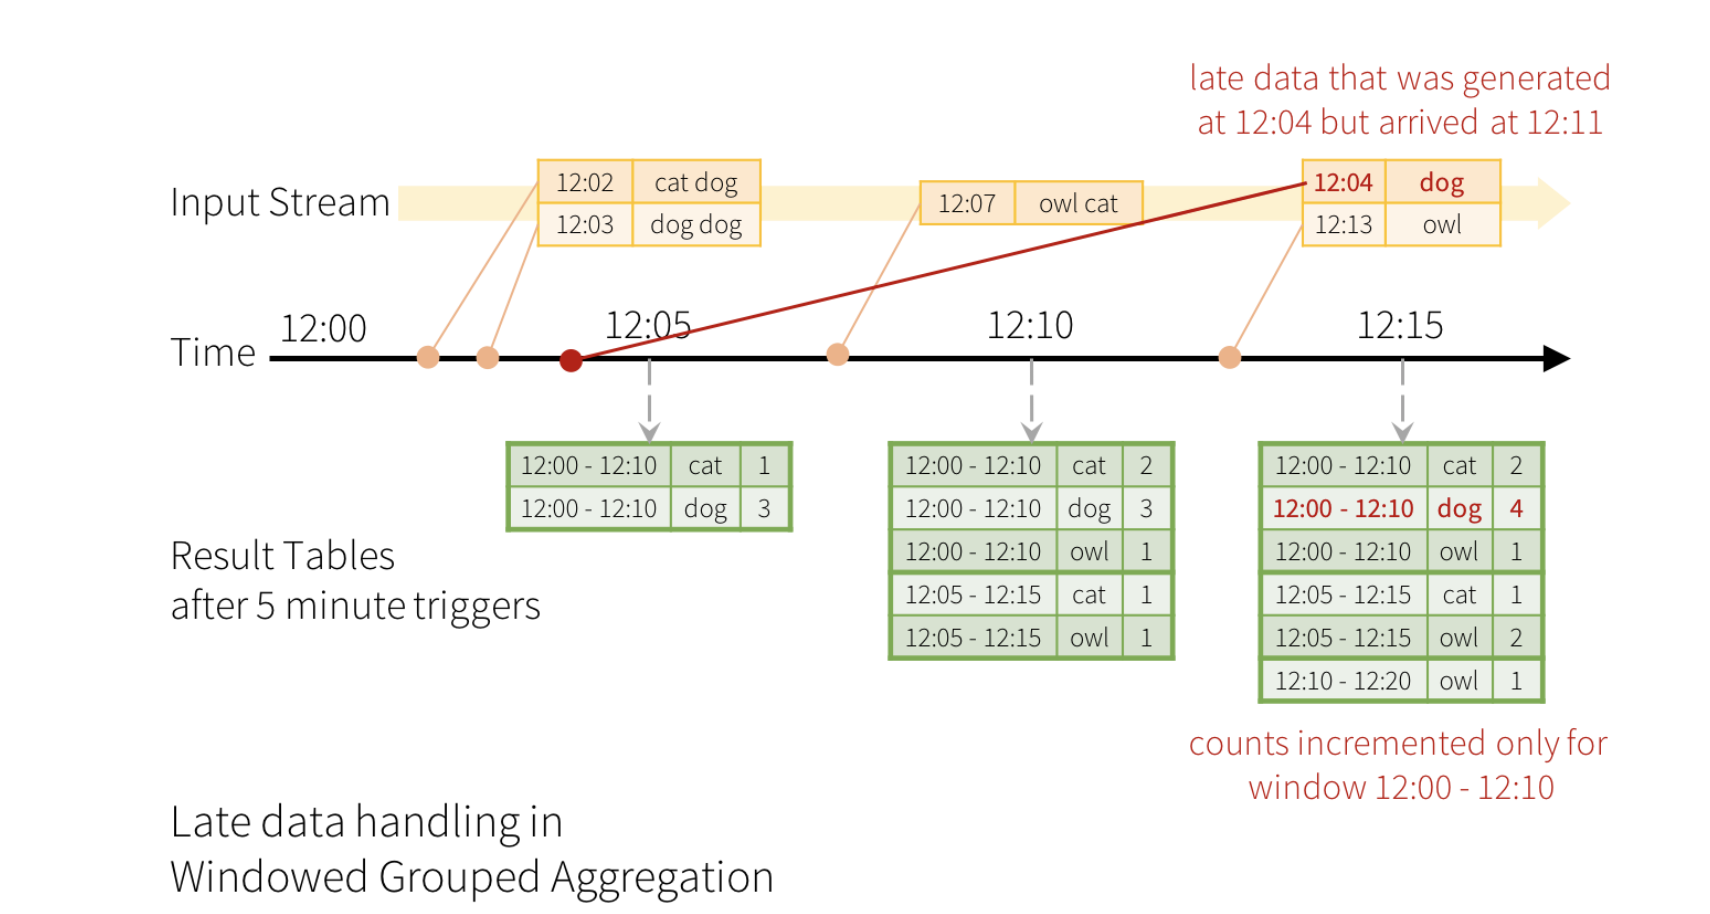 late data that was generated
at 12:04 but arrived at 12:11
Input Stream
12:02 cat dog
12:03 dog dog
12:07 owl cat
12:04 dog
12:13 owl
Time
12:00 12:05 12:10 12:15
12:00 - 12:10 cat 1
12:00 - 12:10 dog 3
12:00 - 12:10 cat 2
12:00 - 12:10 dog 3
12:00 - 12:10 owl 1
12:05 - 12:15 cat 1
12:05 - 12:15 owl 1
12:00 - 12:10 cat 2
12:00 - 12:10 dog 4
12:00 - 12:10 owl 1
12:05 - 12:15 cat 1
12:05 - 12:15 owl 2
12:10 - 12:20 owl 1
Result Tables
after 5 minute triggers
counts incremented only for
window 12:00 - 12:10
Late data handling in
Windowed Grouped Aggregation